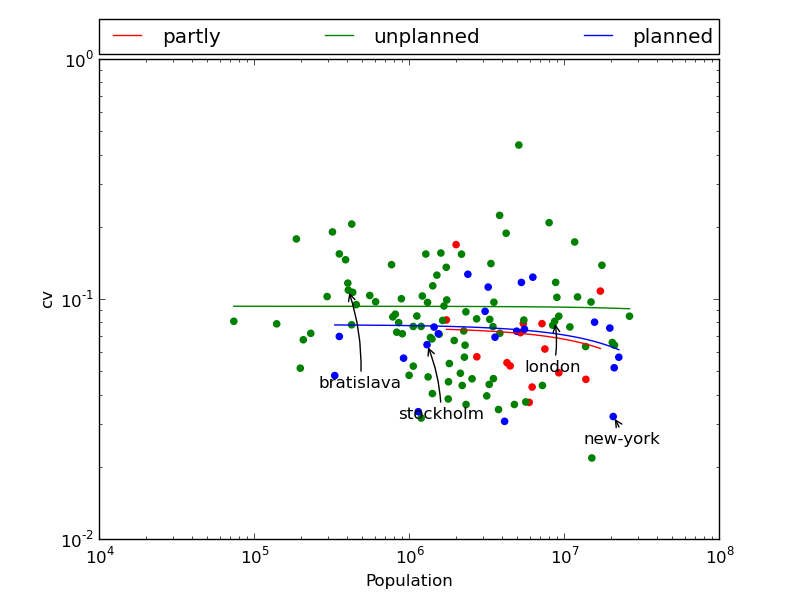 partly unplanned planned
10^0
10^-1
10^-2
cv
bratislava
stockholm
london
new-york
10^4 10^5 10^6 10^7 10^8
Population